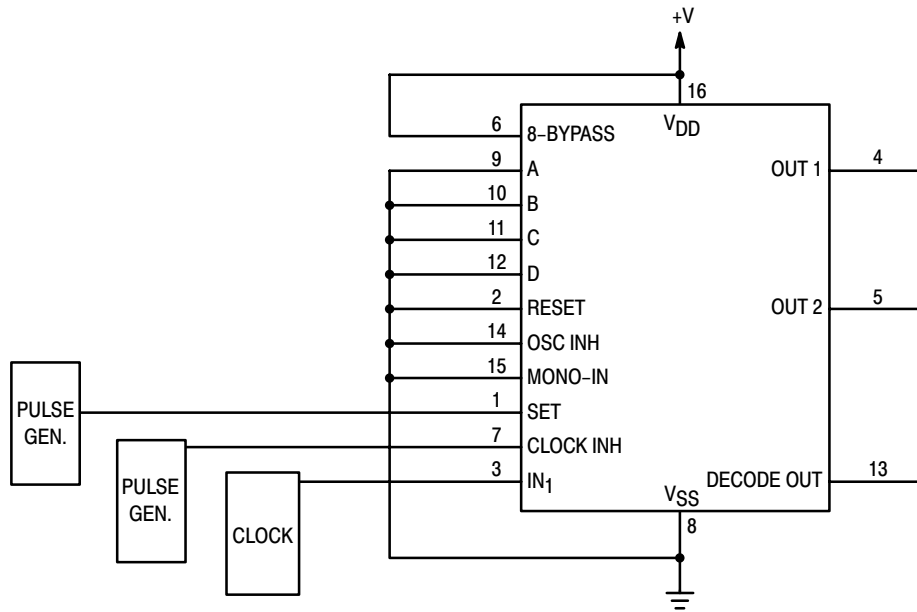 +V
16
VDD
6
8–BYPASS
9
A
OUT 1
4
10
B
11
C
12
D
2
RESET
OUT 2
5
14
OSC INH
15
MONO–IN
PULSE
GEN.
1
SET
7
CLOCK INH
PULSE
GEN.
3
IN1
DECODE OUT
13
CLOCK
VSS
8